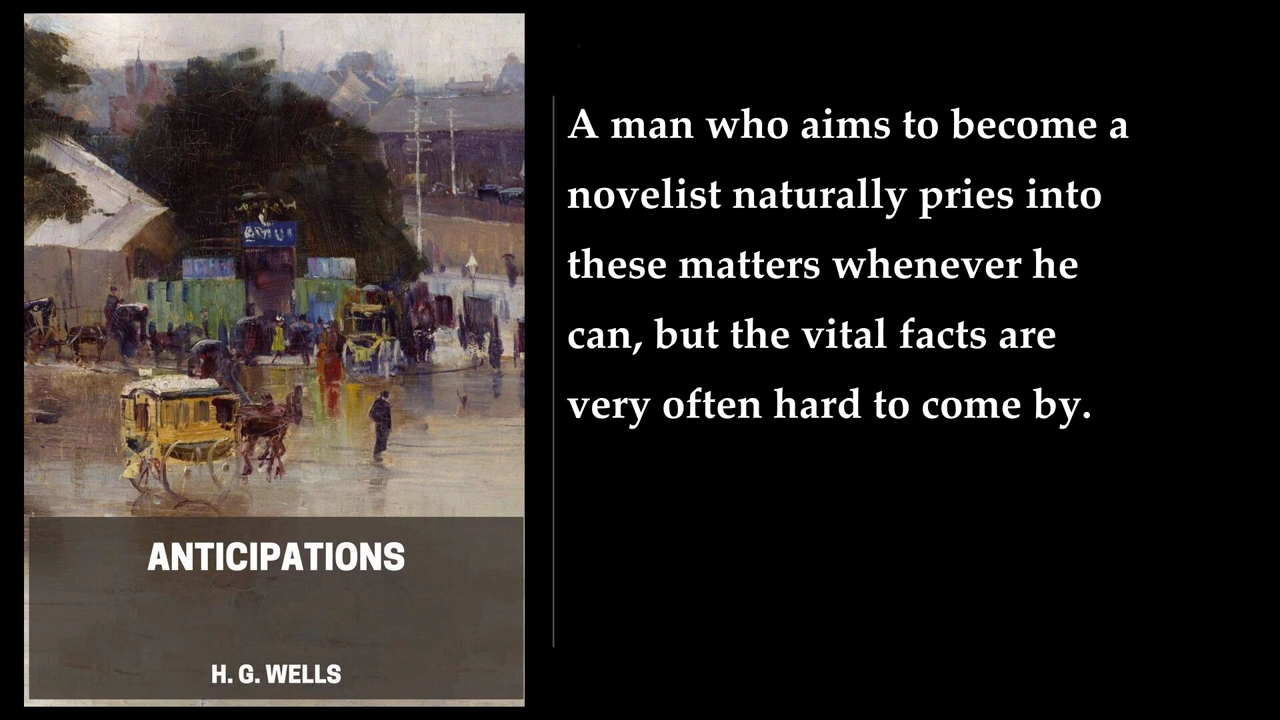 ANTICIPATIONS
H. G. WELLS
A man who aims to become a
novelist naturally pries into
these matters whenever he
can, but the vital facts are
very often hard to come by.